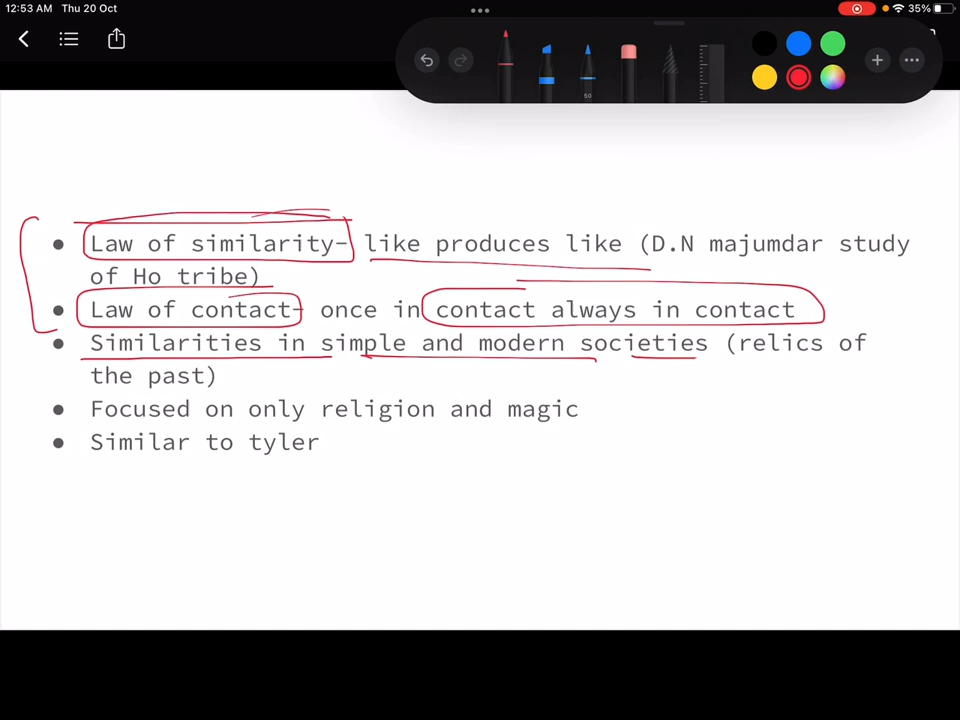 12:53 AM Thu 20 Oct
35%
50
● Law of similarity- like produces like (D.N majumdar study
of Ho tribe)
● Law of contact- once in contact always in contact
● Similarities in simple and modern societies (relics of
the past)
● Focused on only religion and magic
● Similar to tyler